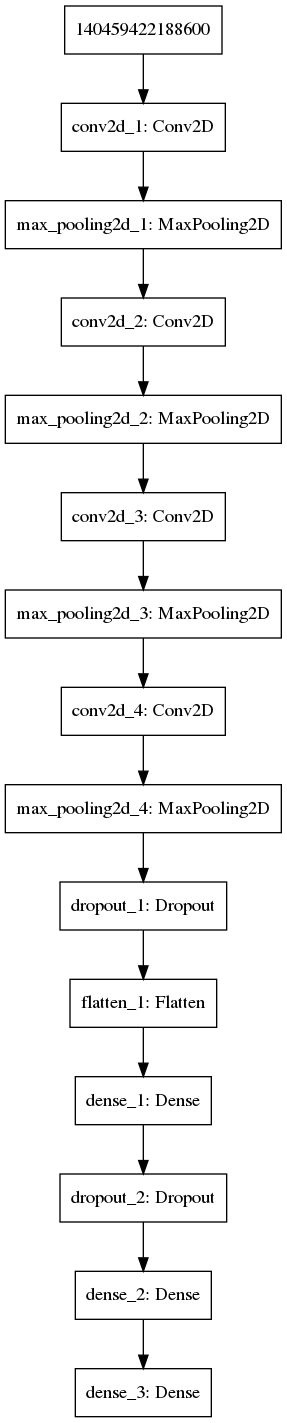 140459422188600
conv2d_1: Conv2D
max_pooling2d_1: MaxPooling2D
conv2d_2: Conv2D
max_pooling2d_2: MaxPooling2D
conv2d_3: Conv2D
max_pooling2d_3: MaxPooling2D
conv2d_4: Conv2D
max_pooling2d_4: MaxPooling2D
dropout_1: Dropout
flatten_1: Flatten
dense_1: Dense
dropout_2: Dropout
dense_2: Dense
dense_3: Dense